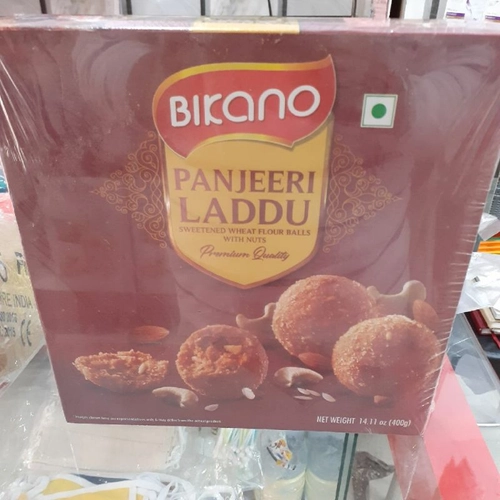 BIKANO
PANJEERI
LADDU
SWEETENED WHEAT FLOUR BALLS
WITH NUTS
Premium Quality
NET WEIGHT 14.11 oz (400g)